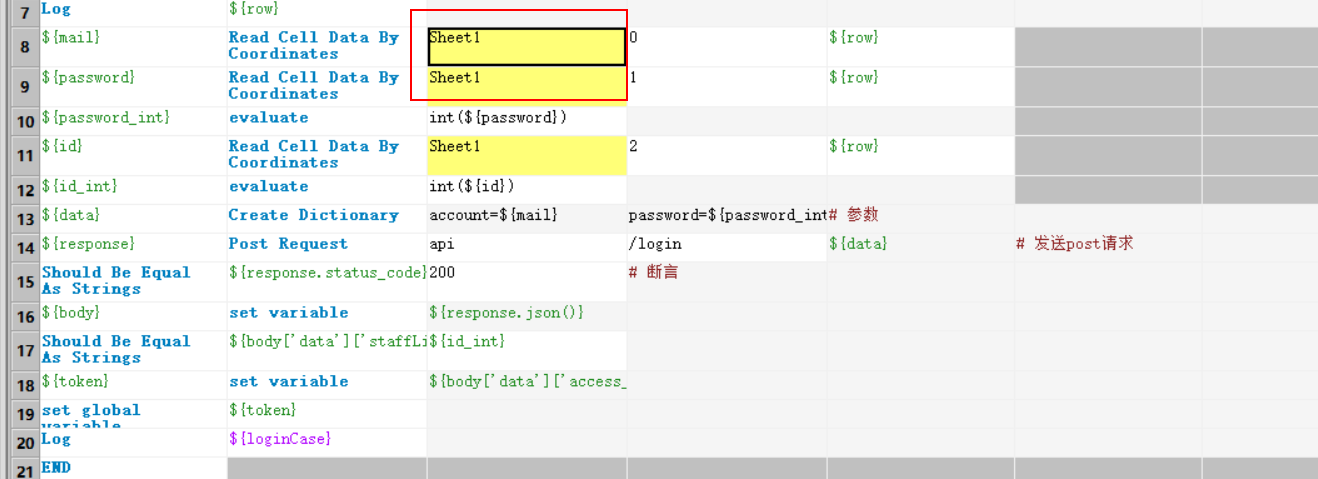 7 Log ${row}
8 ${mail} Read Cell Data By Coordinates Sheet1 0 ${row}
9 ${password} Read Cell Data By Coordinates Sheet1 1 ${row}
10 ${password_int} evaluate int(${password})
11 ${id} Read Cell Data By Coordinates Sheet1 2 ${row}
12 ${id_int} evaluate int(${id})
13 ${data} Create Dictionary account=${mail} password=${password_int # 参数
14 ${response} Post Request api /login ${data} # 发送post请求
15 Should Be Equal As Strings ${response.status_code} 200 # 断言
16 ${body} set variable ${response.json()}
17 Should Be Equal As Strings ${body['data']['staffLi ${id_int}
18 ${token} set variable ${body['data']['access_
19 set global variable ${token}
20 Log ${loginCase}
21 END